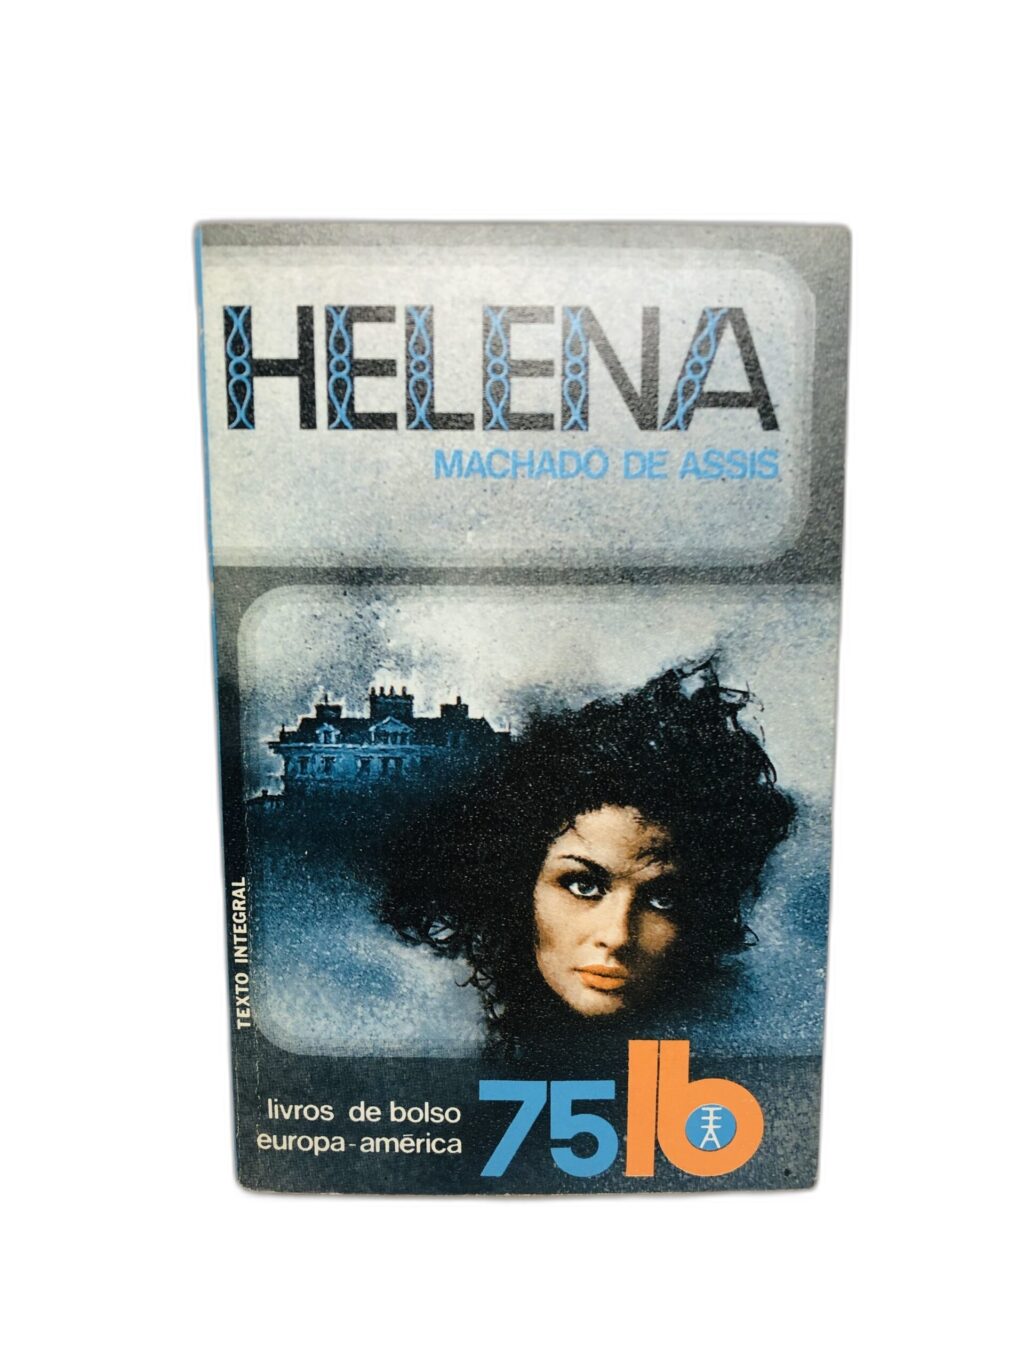 HELENA
MACHADO DE ASSIS
TEXTO INTEGRAL
livros de bolso
europa-américa
75 lb